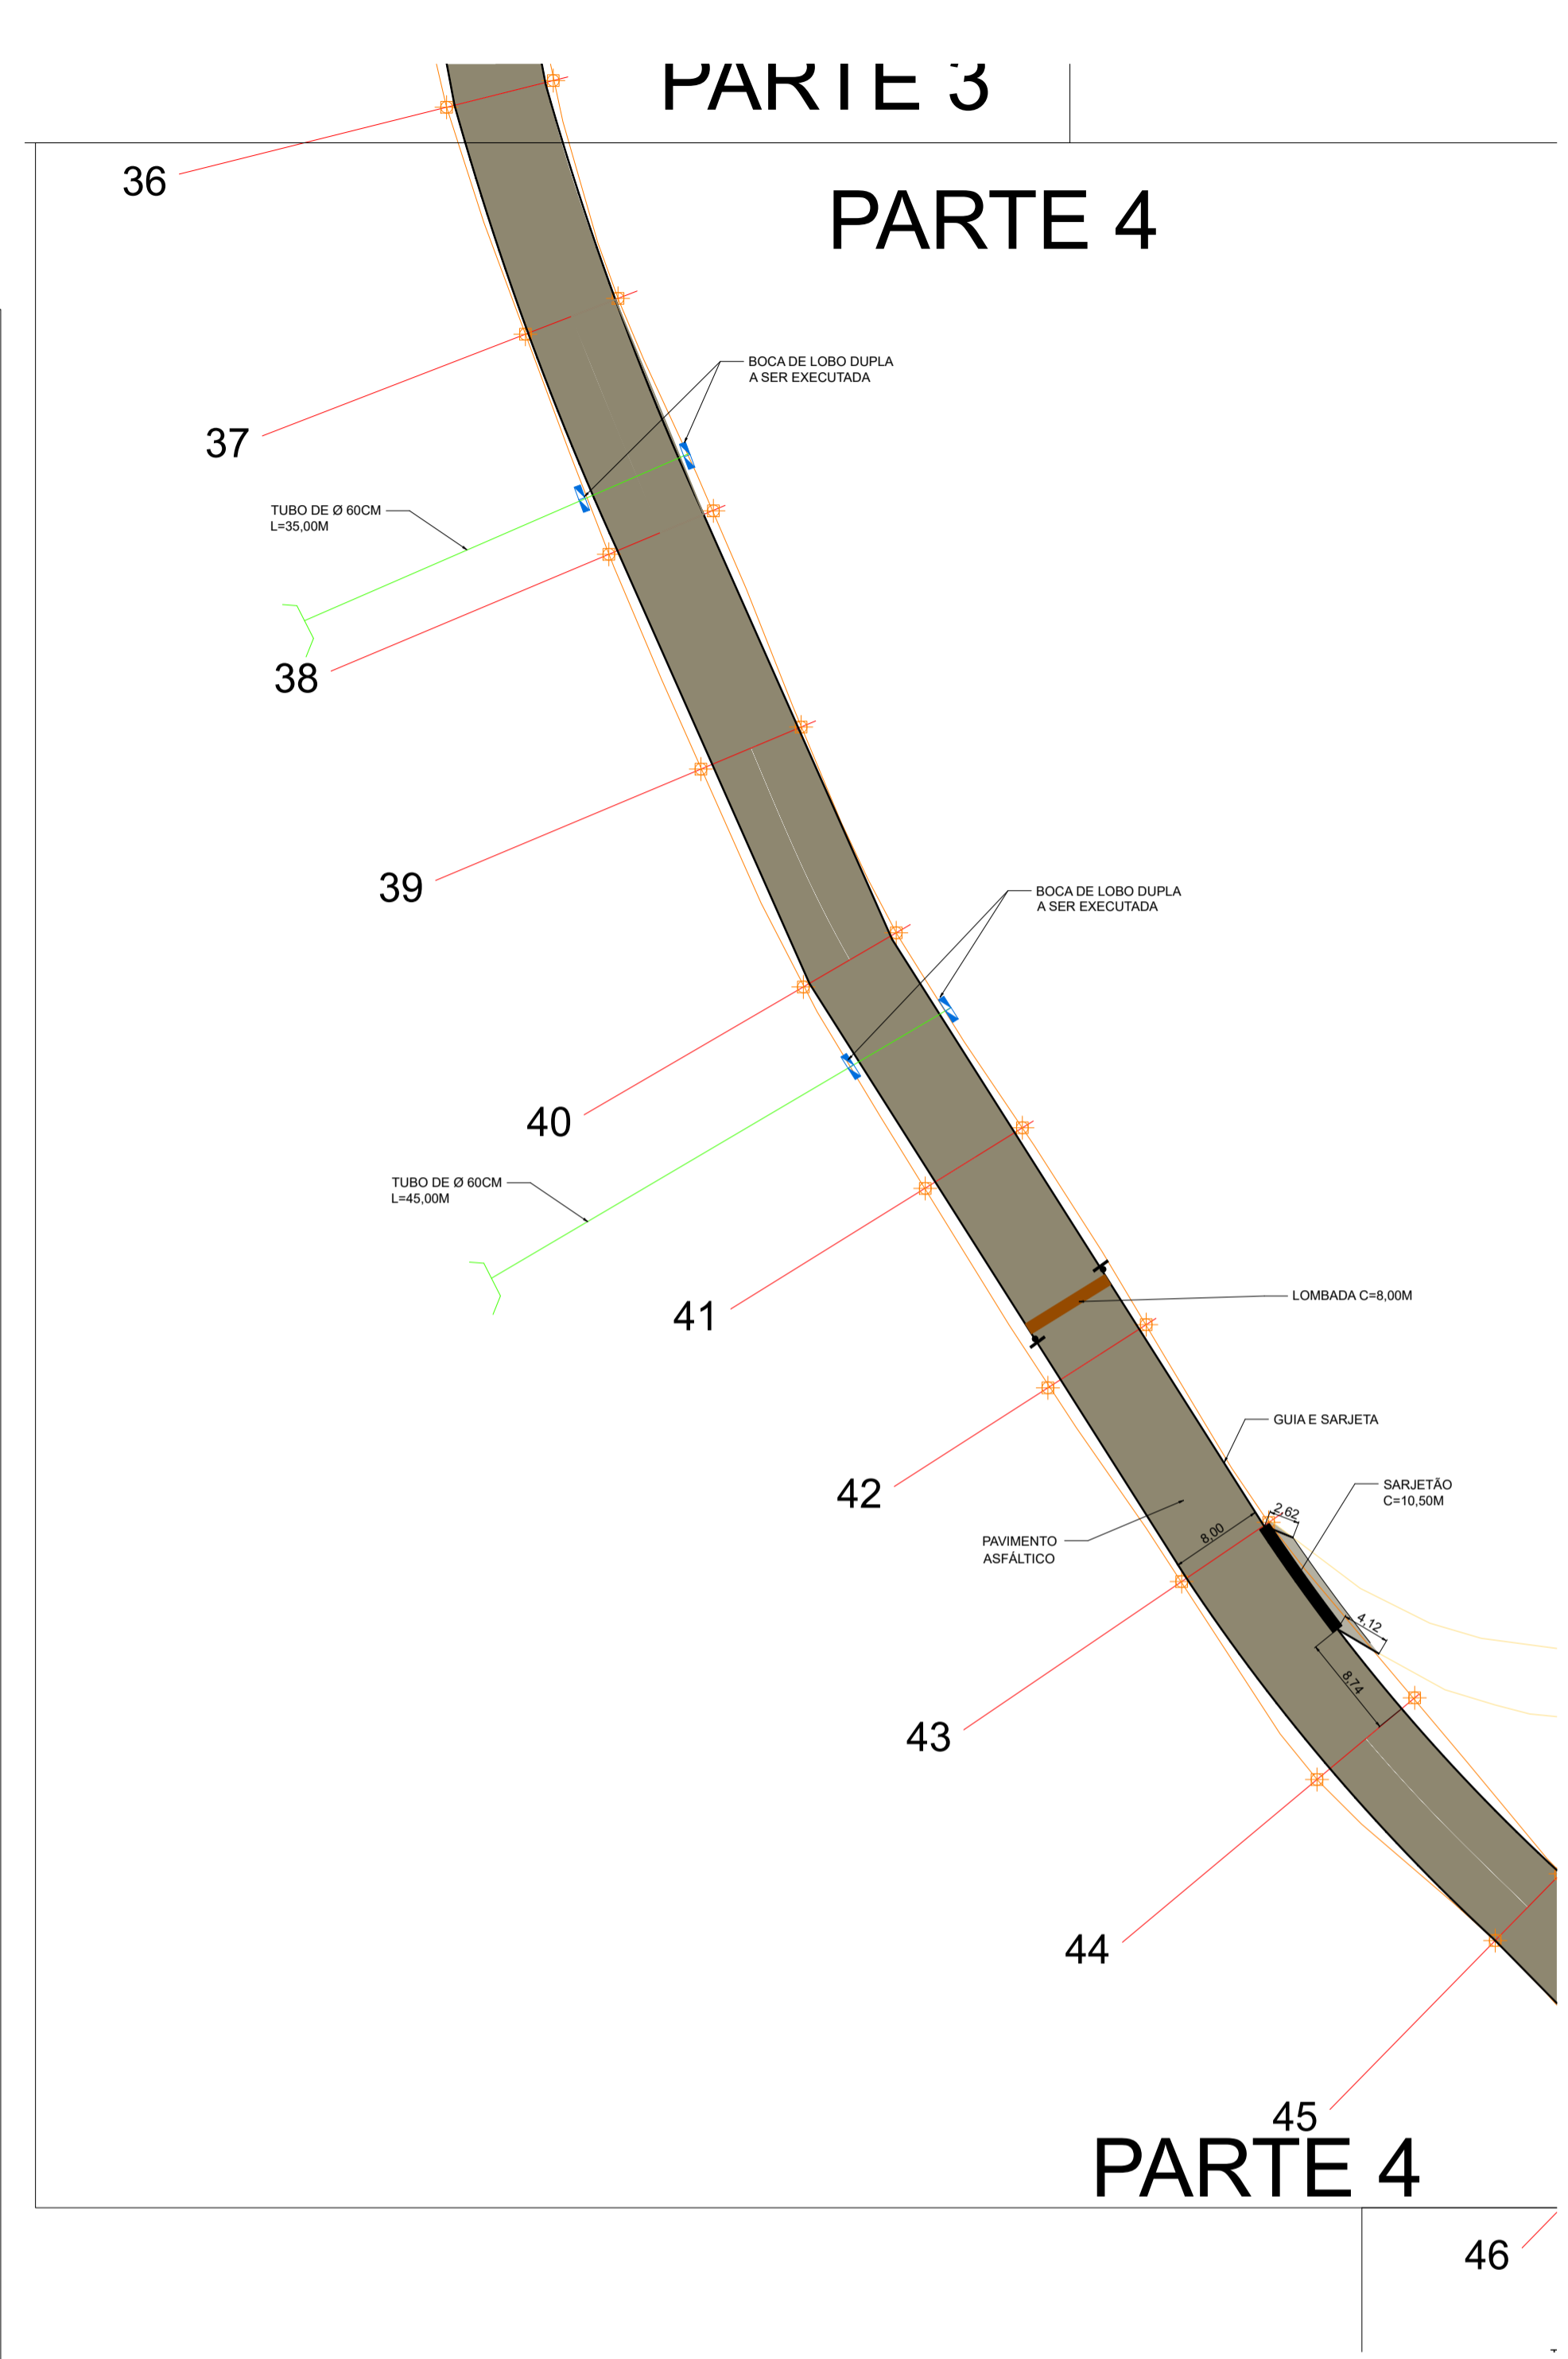 PARTE 3
36
PARTE 4
BOCA DE LOBO DUPLA
A SER EXECUTADA
37
TUBO DE Ø 60CM
L=35,00M
38
39
BOCA DE LOBO DUPLA
A SER EXECUTADA
40
TUBO DE Ø 60CM
L=45,00M
41
LOMBADA C=8,00M
GUIA E SARJETA
42
SARJETÃO
C=10,50M
2,62
8,00
PAVIMENTO
ASFÁLTICO
4,12
8,74
43
44
45
PARTE 4
46